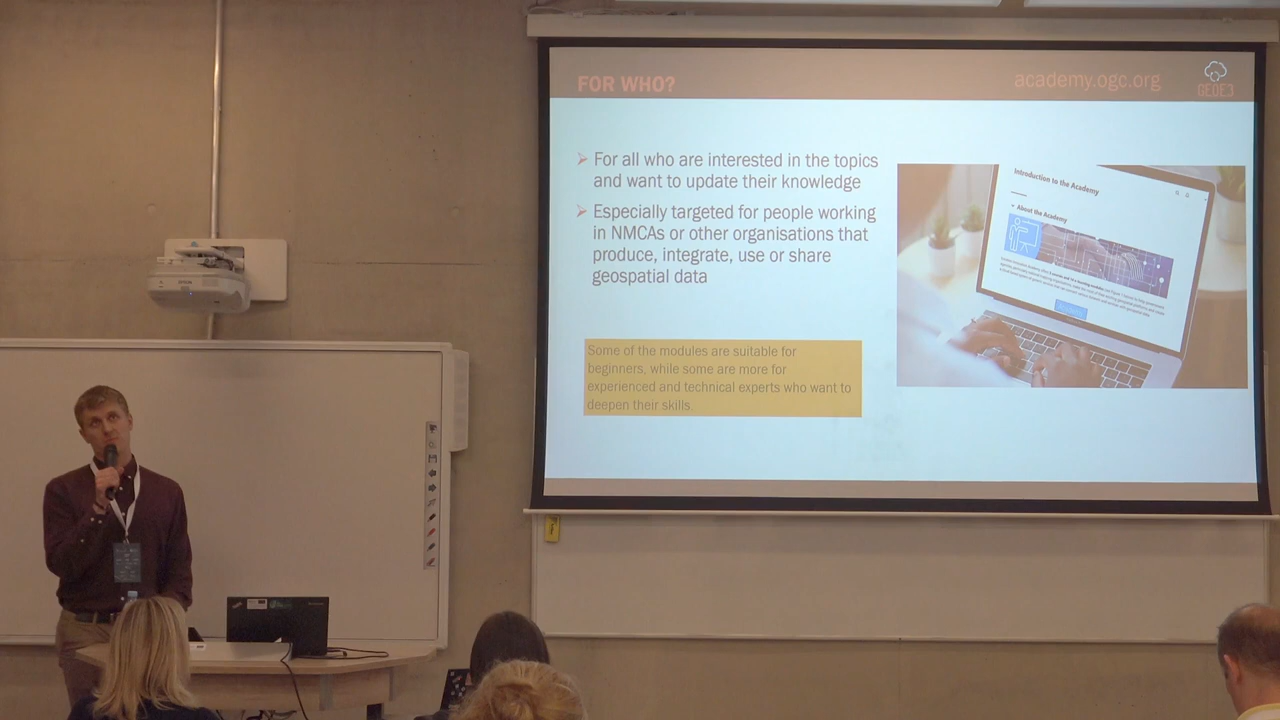 FOR WHO?
academy.ogc.org
GEOE3
➢ For all who are interested in the topics
and want to update their knowledge
➢ Especially targeted for people working
in NMCAs or other organisations that
produce, integrate, use or share
geospatial data
Some of the modules are suitable for
beginners, while some are more for
experienced and technical experts who want to
deepen their skills.
Introduction to the Academy
About the Academy